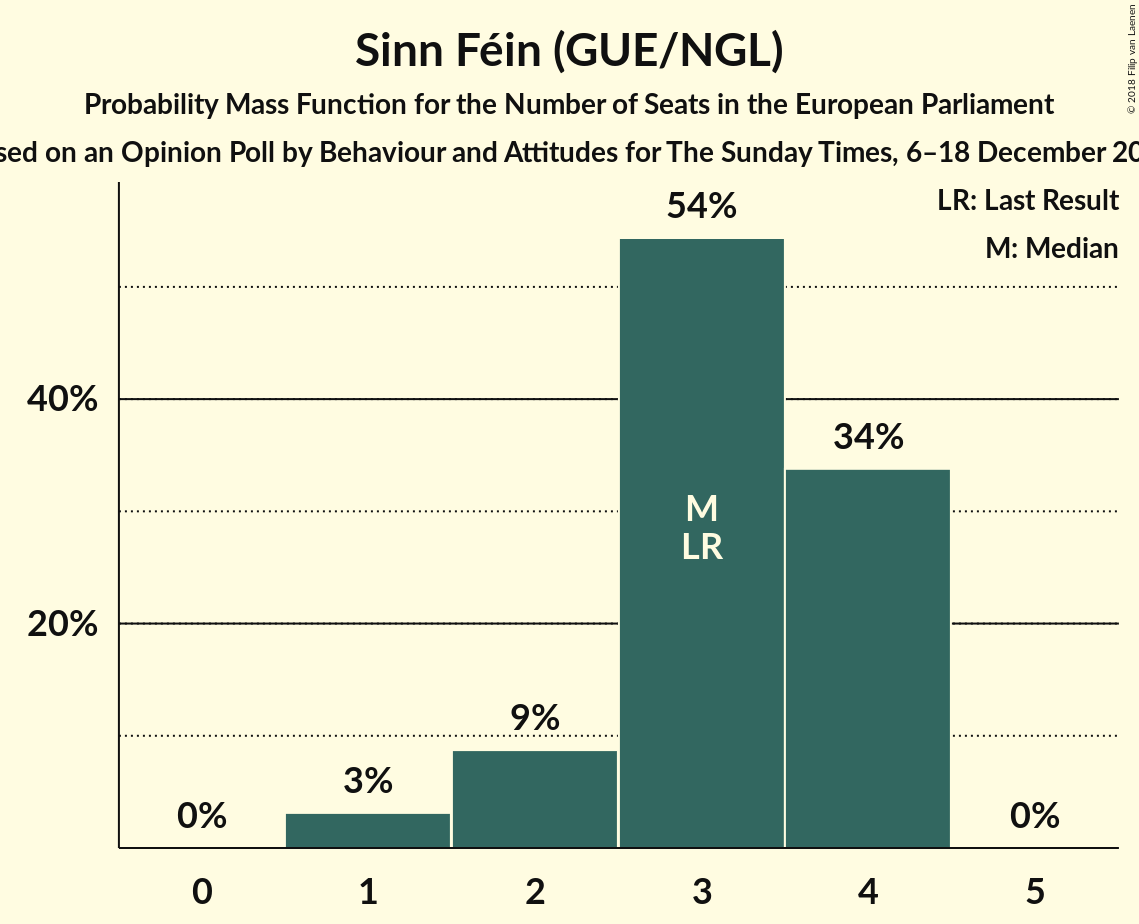 Sinn Féin (GUE/NGL)
Probability Mass Function for the Number of Seats in the European Parliament
on an Opinion Poll by Behaviour and Attitudes for The Sunday Times, 6–18 December
© 2018 Filip van Laenen
LR: Last Result
M: Median
40%
20%
0%
3%
9%
54%
34%
0%
M
LR
0 1 2 3 4 5